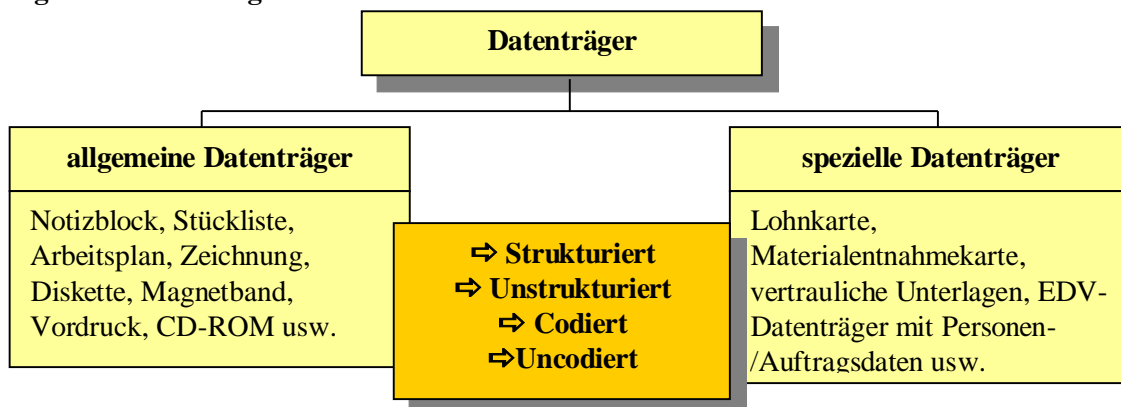 Datenträger
allgemeine Datenträger
Notizblock, Stückliste,
Arbeitsplan, Zeichnung,
Diskette, Magnetband,
Vordruck, CD-ROM usw.
⇨ Strukturiert
⇨ Unstrukturiert
⇨ Codiert
⇨Uncodiert
spezielle Datenträger
Lohnkarte,
Materialentnahmekarte,
vertrauliche Unterlagen, EDV-
Datenträger mit Personen-
/Auftragsdaten usw.